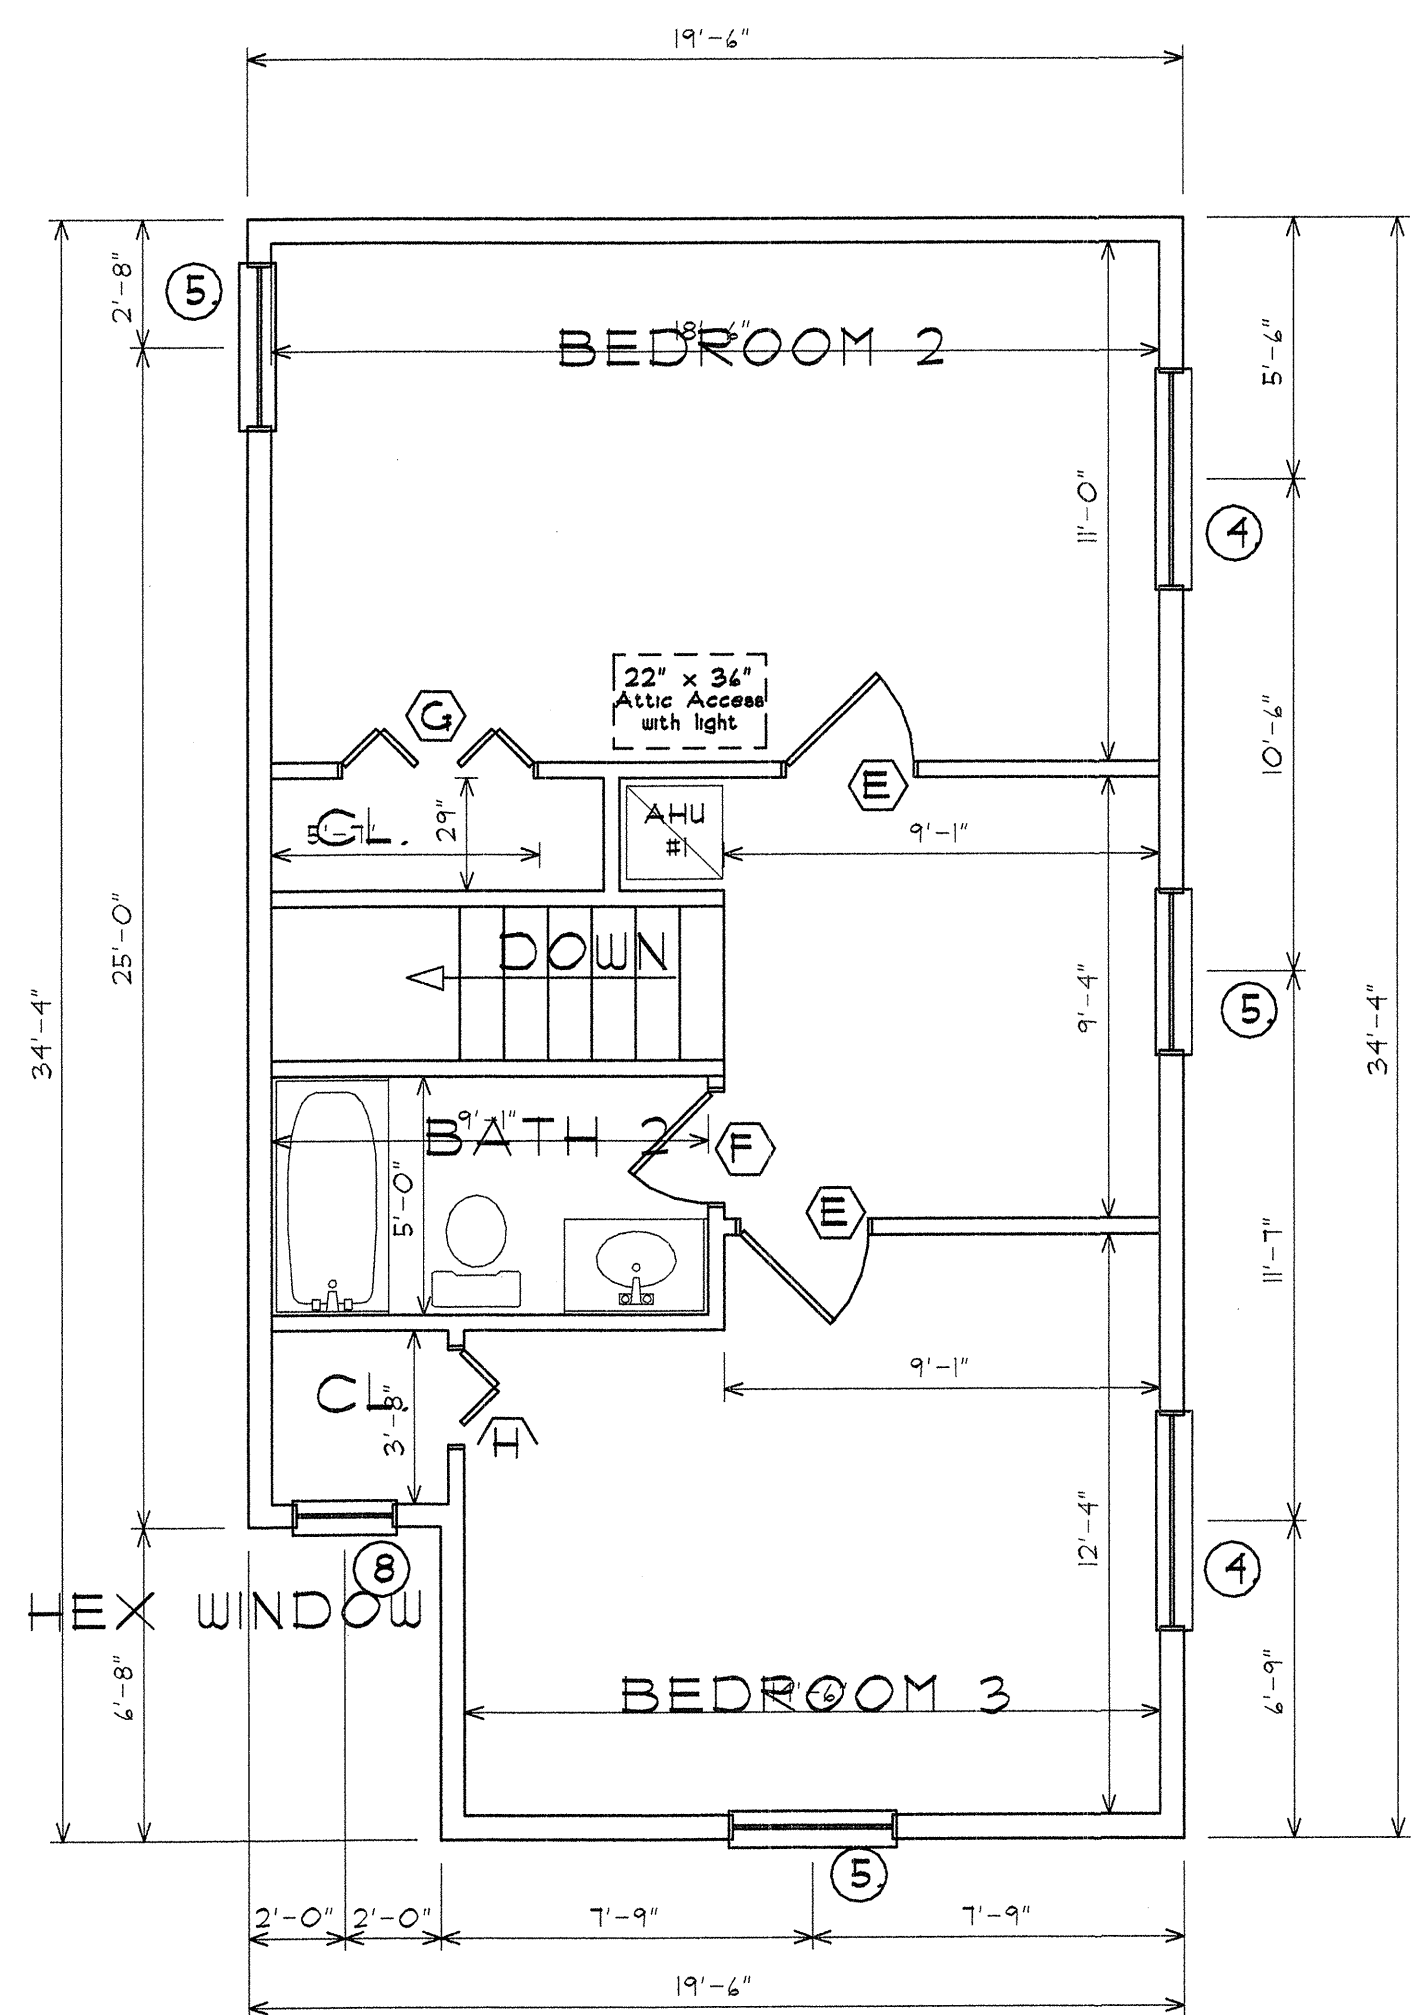 19'-6"
2'-8"
5.
18'-6"
BEDROOM 2
5'-6"
11'-0"
4.
22" x 36"
Attic Access
with light
G
E
10'-6"
CL.
29"
AHU
#1
9'-1"
DOWN
25'-0"
34'-4"
9'-4"
5.
34'-4"
9'-1"
BATH 2
F
5'-0"
E
11'-7"
9'-1"
CL.
3'-8"
H
12'-4"
8
4.
HEX WINDOW
6'-8"
BEDROOM 3
6'-9"
5.
2'-0"
2'-0"
7'-9"
7'-9"
19'-6"